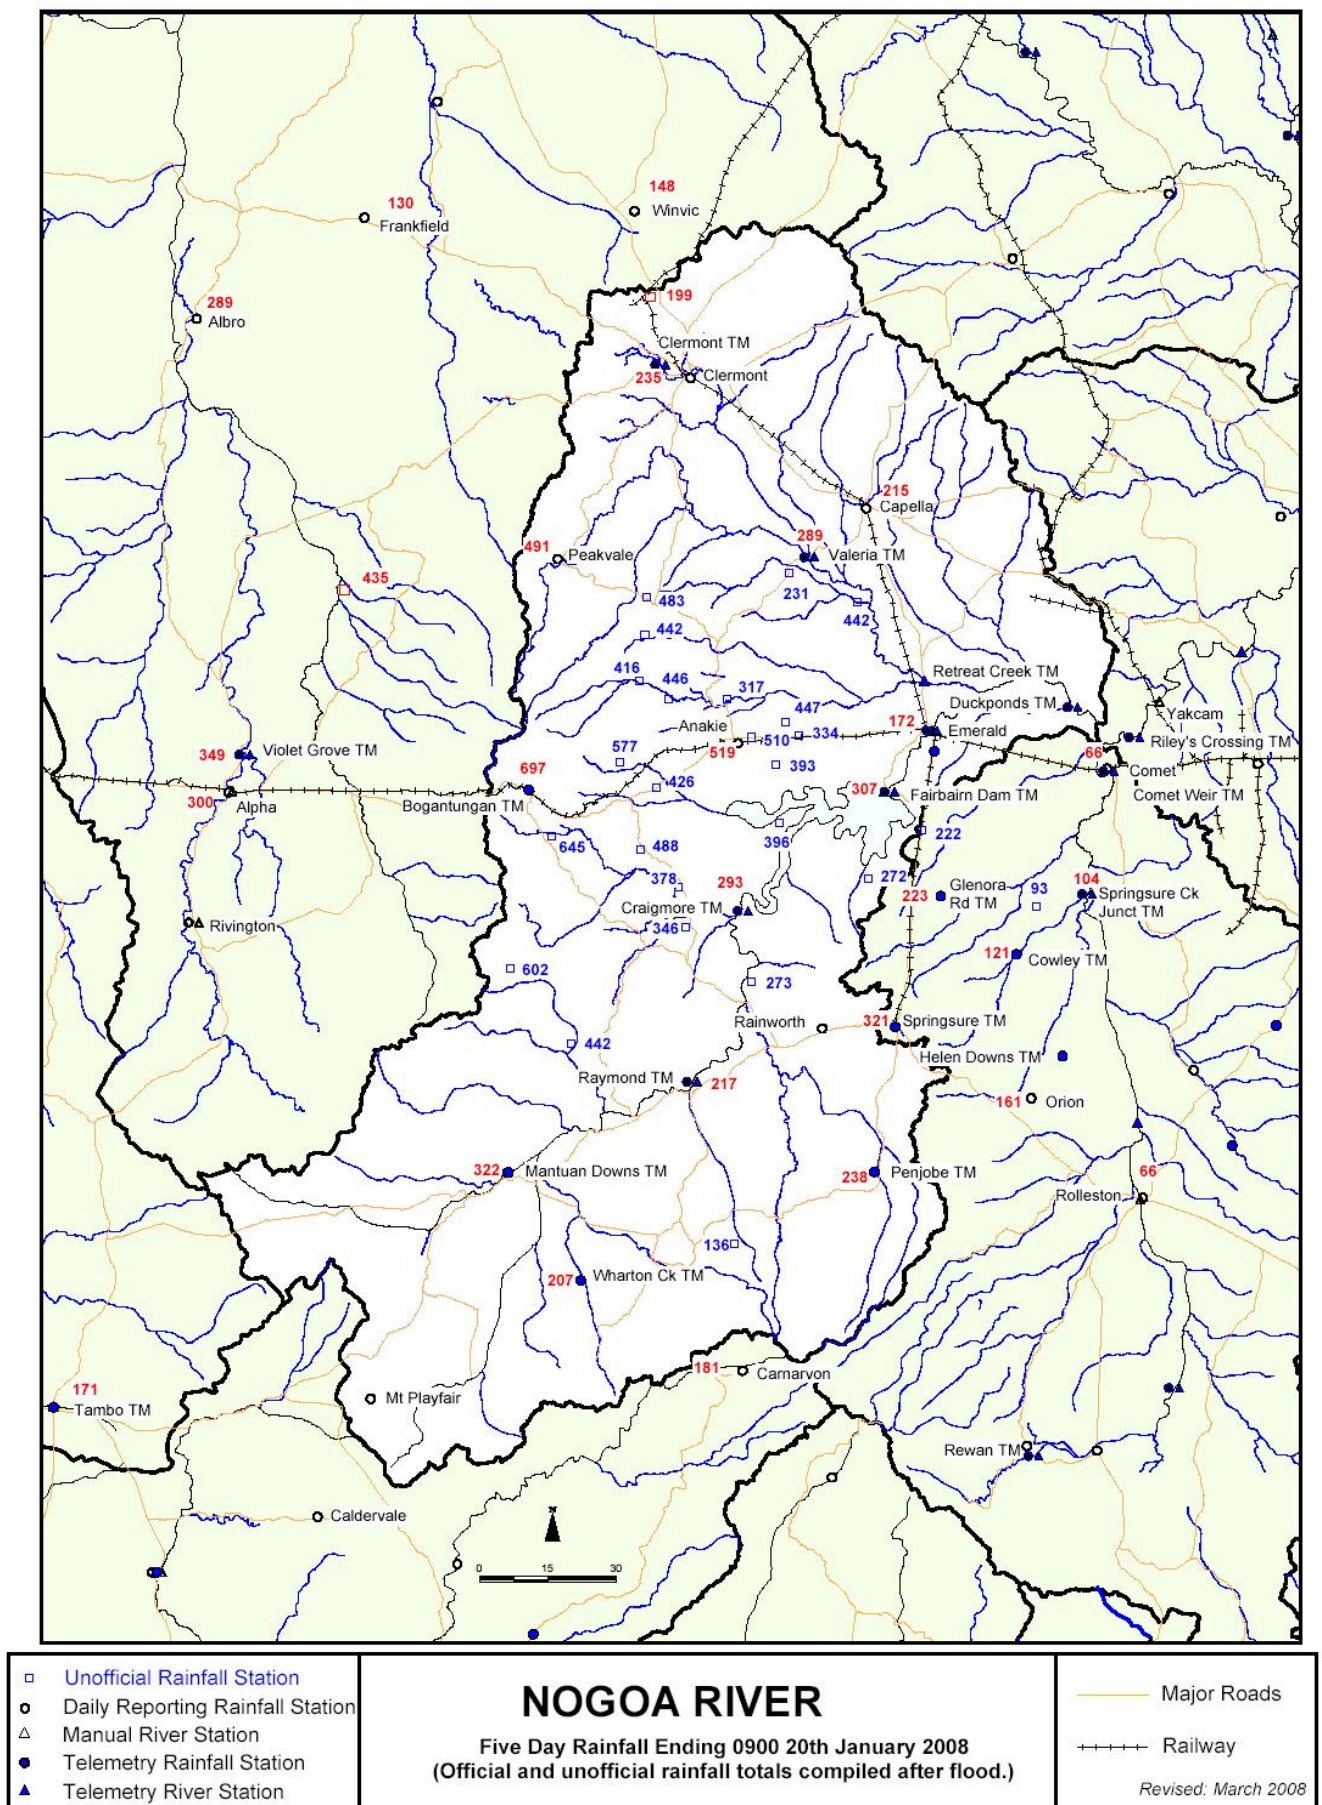 148
Winvic
130
Frankfield
199
289
Albro
Clermont TM
235
Clermont
215
Capella
491
Peakvale
289
Valeria TM
435
231
483
442
442
416
446
317
Retreat Creek TM
Duckponds TM
447
Yakcam
Anakie
172
Emerald
510
334
Riley's Crossing TM
349
Violet Grove TM
519
577
393
66
Comet
697
426
307
Fairbairn Dam TM
Comet Weir TM
300
Alpha
Bogantungan TM
222
645
488
396
378
293
272
223
Glenora
Rd TM
93
104
Springsure Ck
Junct TM
Craigmore TM
Rivington
346
121
Cowley TM
602
273
Rainworth
321
Springsure TM
442
Helen Downs TM
Raymond TM
217
161
Orion
322
Mantuan Downs TM
238
Penjobe TM
66
Rolleston
136
207
Wharton Ck TM
181
Carnarvon
171
Tambo TM
Mt Playfair
Rewan TM
Caldervale
N
0 15 30
Unofficial Rainfall Station
Daily Reporting Rainfall Station
Manual River Station
Telemetry Rainfall Station
Telemetry River Station
NOGOA RIVER
Five Day Rainfall Ending 0900 20th January 2008
(Official and unofficial rainfall totals compiled after flood.)
Major Roads
Railway
Revised: March 2008